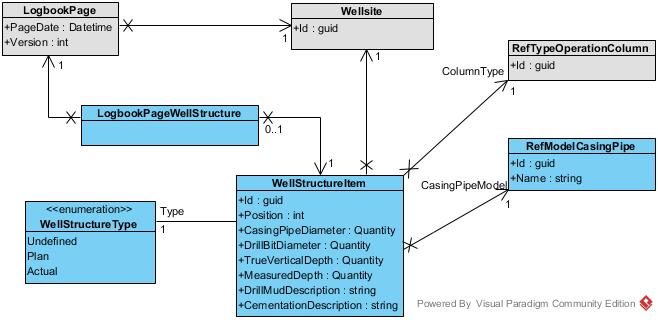 LogbookPage
+PageDate : Datetime
+Version : int
1
Wellsite
+Id : guid
1
1
RefTypeOperationColumn
+Id : guid
ColumnType
1
LogbookPageWellStructure
0..1
1
RefModelCasingPipe
+Id : guid
+Name : string
CasingPipeModel
1
WellStructureItem
+Id : guid
+Position : int
+CasingPipeDiameter : Quantity
+DrillBitDiameter : Quantity
+TrueVerticalDepth : Quantity
+MeasuredDepth : Quantity
+DrillMudDescription : string
+CementationDescription : string
<<enumeration>>
WellStructureType
Undefined
Plan
Actual
Type
1
Powered By Visual Paradigm Community Edition